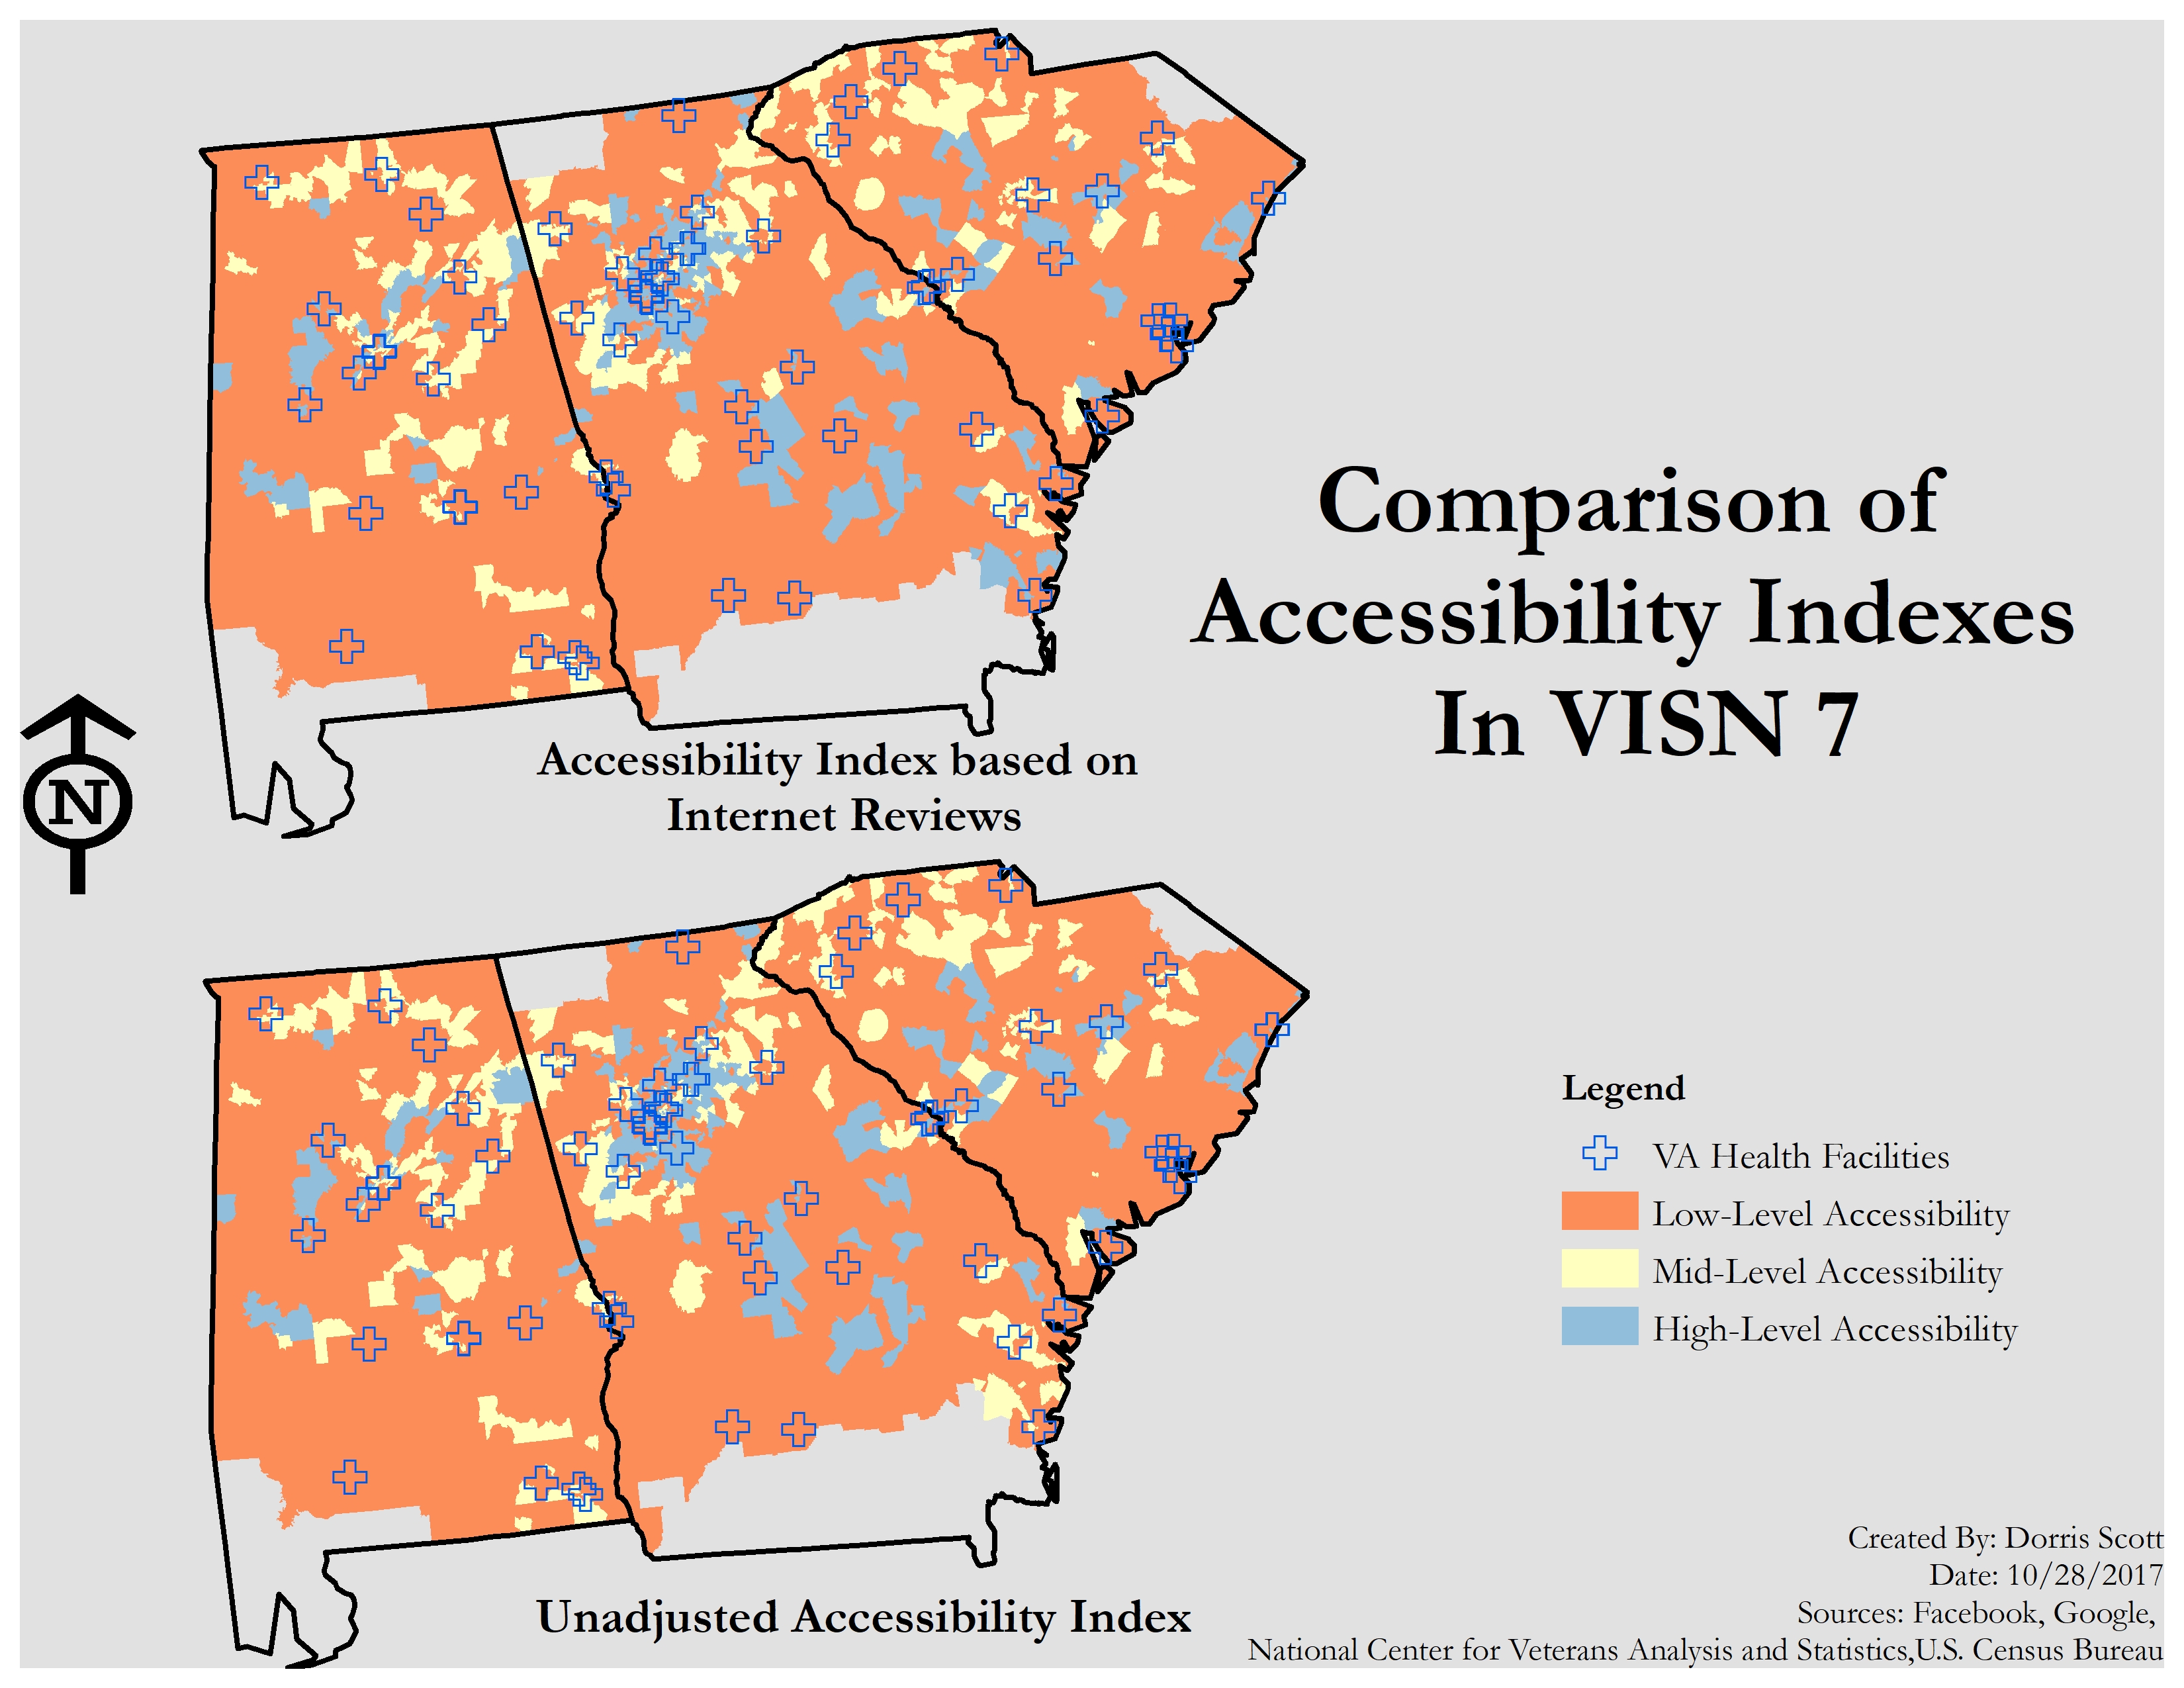 Comparison of
Accessibility Indexes
In VISN 7
N
Accessibility Index based on
Internet Reviews
Legend
VA Health Facilities
Low-Level Accessibility
Mid-Level Accessibility
High-Level Accessibility
Unadjusted Accessibility Index
Created By: Dorris Scott
Date: 10/28/2017
Sources: Facebook, Google,
National Center for Veterans Analysis and Statistics,U.S. Census Bureau